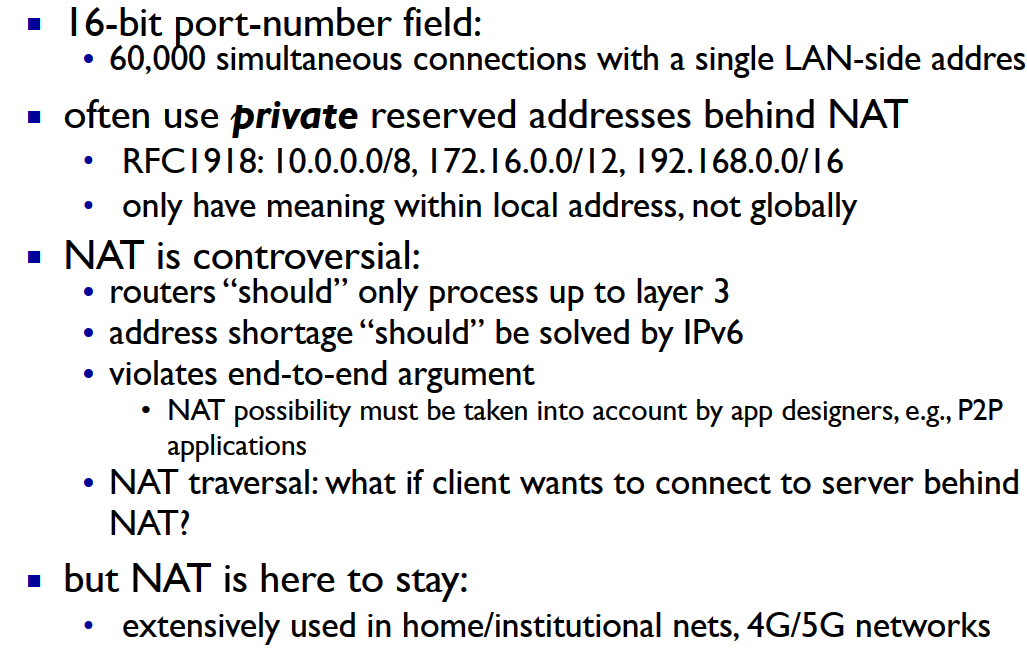 ▪ 16-bit port-number field:
• 60,000 simultaneous connections with a single LAN-side addres
▪ often use private reserved addresses behind NAT
• RFC1918: 10.0.0.0/8, 172.16.0.0/12, 192.168.0.0/16
• only have meaning within local address, not globally
▪ NAT is controversial:
• routers “should” only process up to layer 3
• address shortage “should” be solved by IPv6
• violates end-to-end argument
• NAT possibility must be taken into account by app designers, e.g., P2P
applications
• NAT traversal: what if client wants to connect to server behind
NAT?
▪ but NAT is here to stay:
• extensively used in home/institutional nets, 4G/5G networks